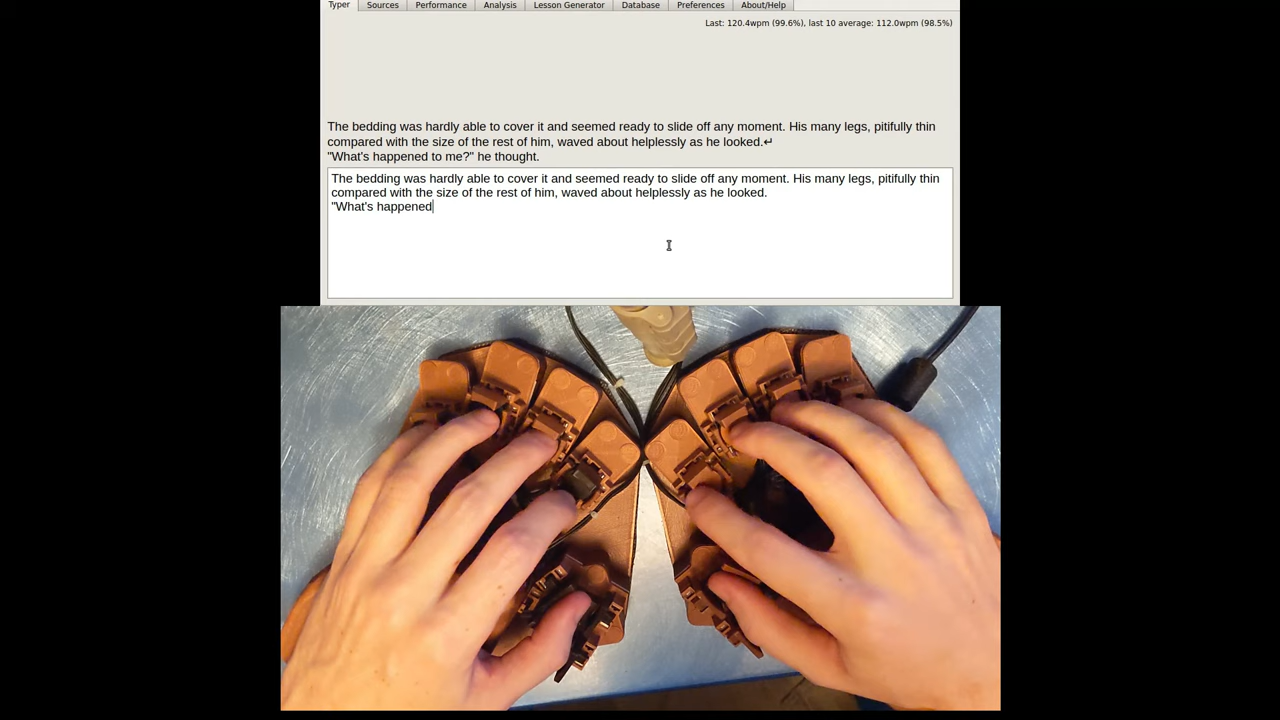 Typer Sources Performance Analysis Lesson Generator Database Preferences About/Help
Last: 120.4wpm (99.6%), last 10 average: 112.0wpm (98.5%)
The bedding was hardly able to cover it and seemed ready to slide off any moment. His many legs, pitifully thin
compared with the size of the rest of him, waved about helplessly as he looked.↵
"What's happened to me?" he thought.
The bedding was hardly able to cover it and seemed ready to slide off any moment. His many legs, pitifully thin
compared with the size of the rest of him, waved about helplessly as he looked.
"What's happened